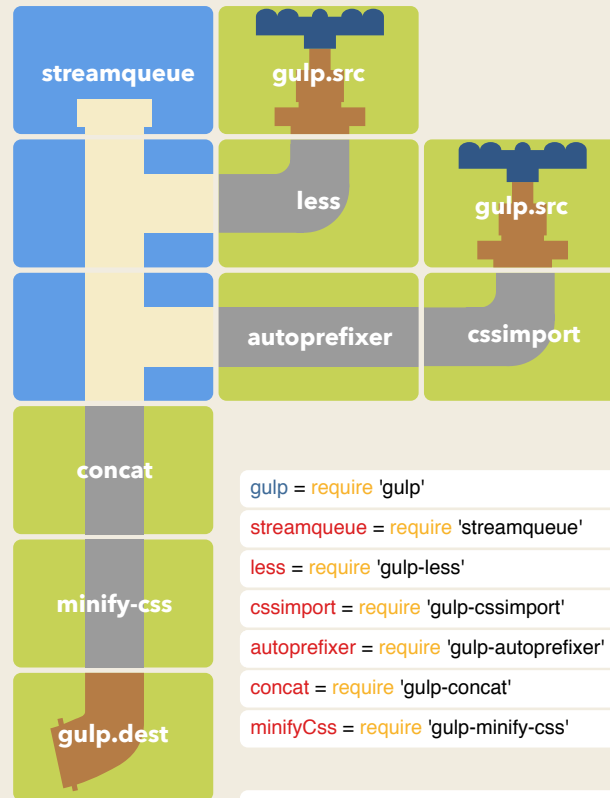 streamqueue
gulp.src
less
gulp.src
autoprefixer
cssimport
concat
minify-css
gulp.dest
gulp = require 'gulp'
streamqueue = require 'streamqueue'
less = require 'gulp-less'
cssimport = require 'gulp-cssimport'
autoprefixer = require 'gulp-autoprefixer'
concat = require 'gulp-concat'
minifyCss = require 'gulp-minify-css'